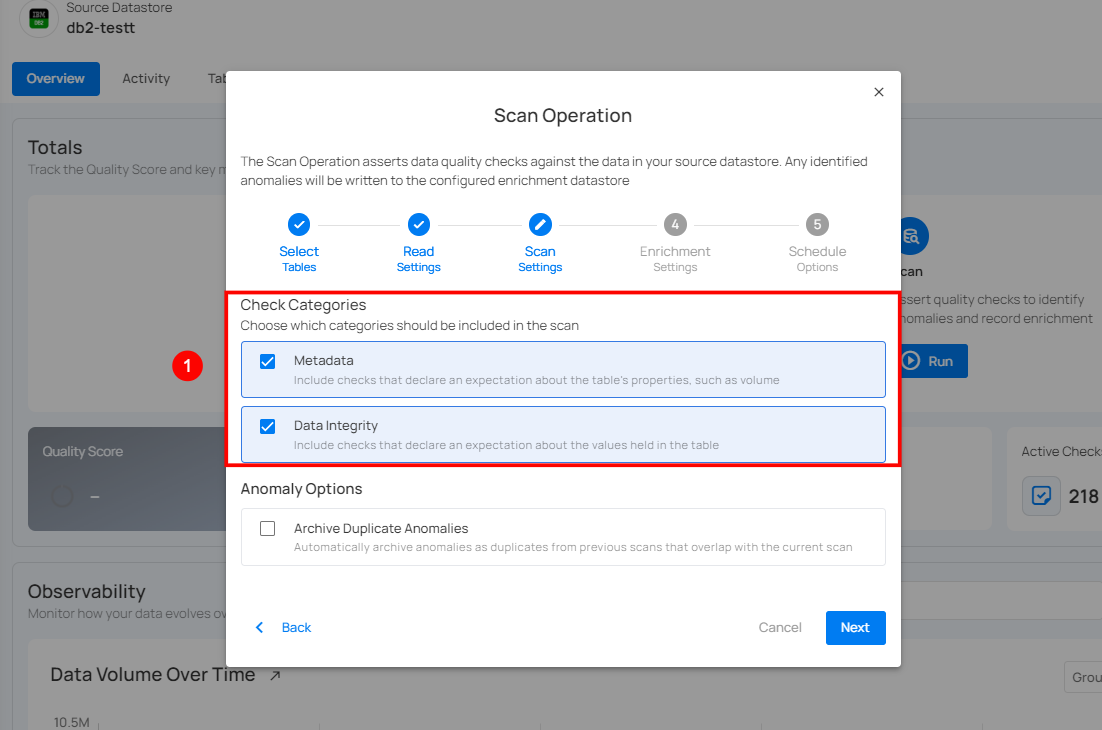 Source Datastore
IBM
DB2
db2-testt
Overview
Activity
Scan Operation
The Scan Operation asserts data quality checks against the data in your source datastore. Any identified
anomalies will be written to the configured enrichment datastore
4
5
Select
Tables
Read
Settings
Scan
Settings
Enrichment
Settings
Schedule
Options
Totals
Track the Quality Score and key
Check Categories
Choose which categories should be included in the scan
1
Metadata
Include checks that declare an expectation about the table's properties, such as volume
Data Integrity
Include checks that declare an expectation about the values held in the table
quality checks to identify
and record enrichment
Run
Quality Score
–
Active
218
Anomaly Options
Archive Duplicate Anomalies
Automatically archive anomalies as duplicates from previous scans that overlap with the current scan
Back
Cancel
Next
Observability
Monitor how your data evolves
Data Volume Over Time
10.5M